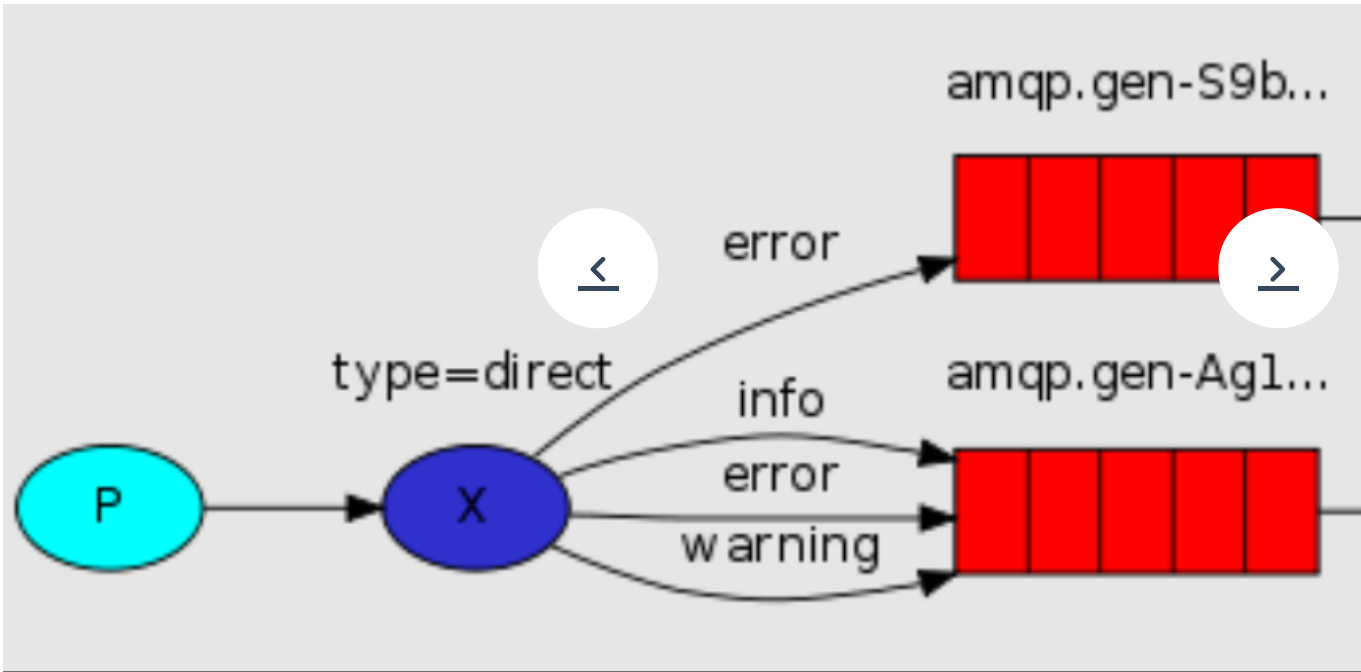 amqp.gen-S9b...
error
type=direct
amqp.gen-Ag1...
info
error
P
X
warning